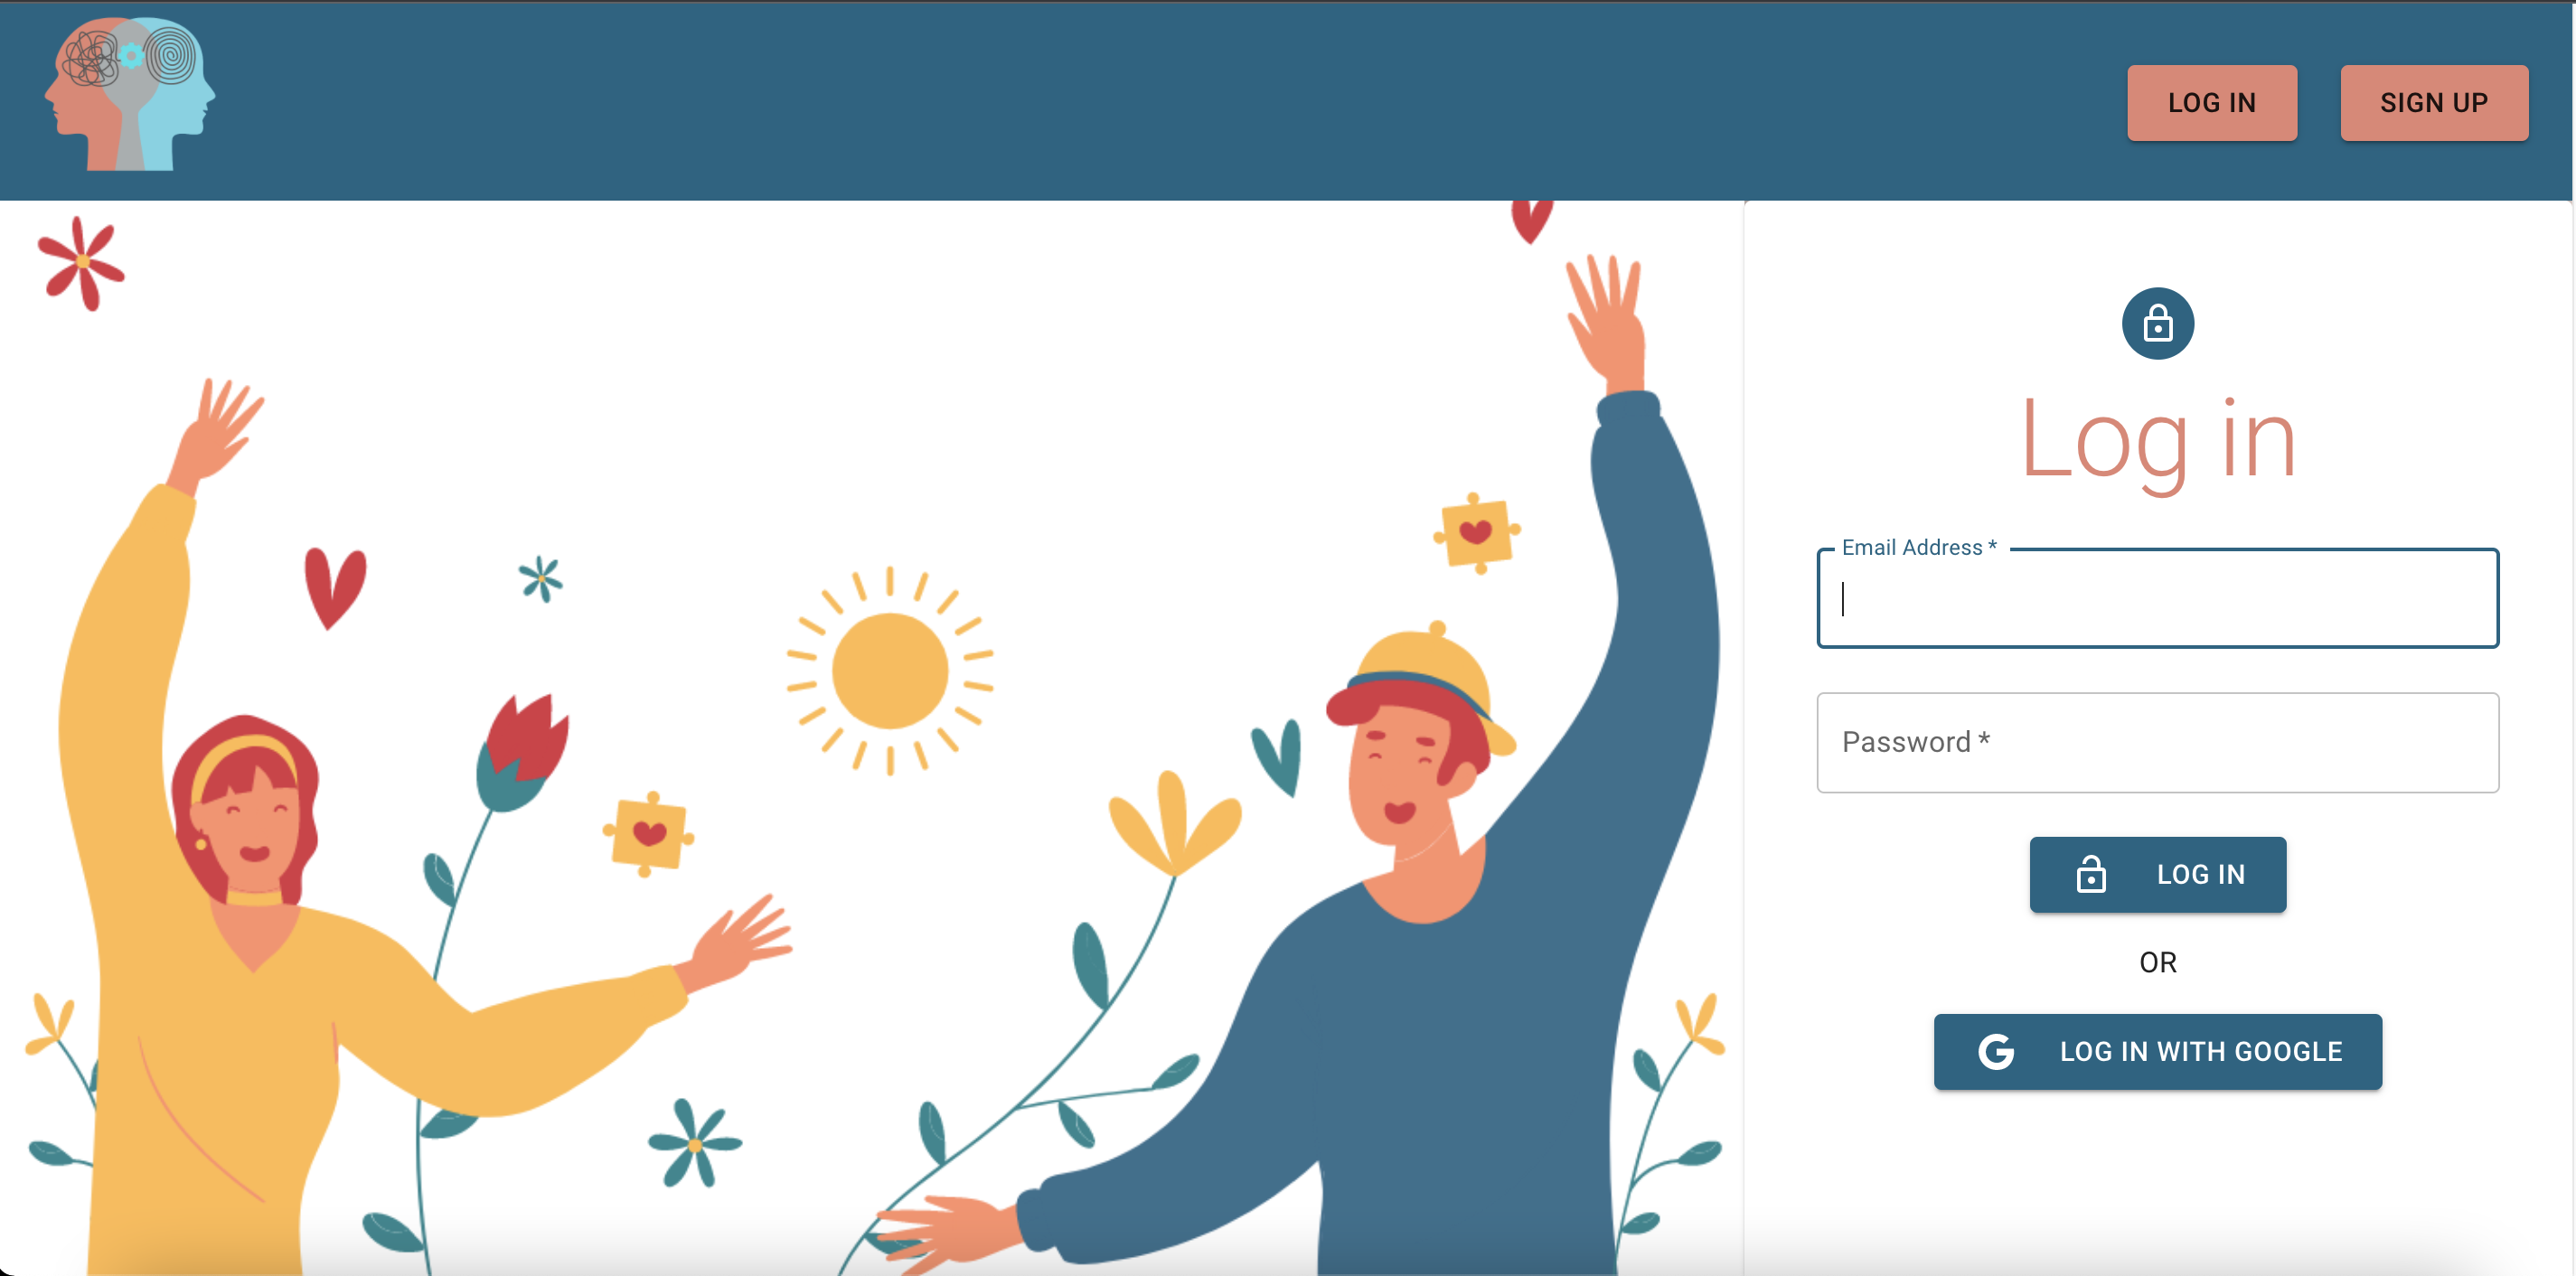 LOG IN
SIGN UP
Log in
Email Address *
Password *
LOG IN
OR
LOG IN WITH GOOGLE